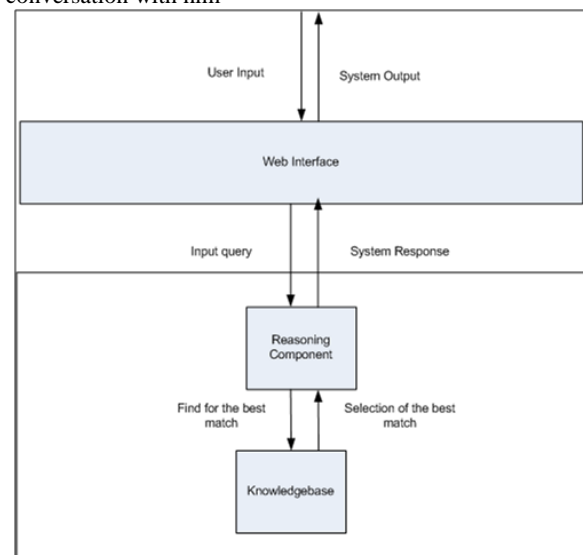 conversation with him
User Input
System Output
Web Interface
Input query
System Response
Reasoning
Component
Find for the best
match
Selection of the best
match
Knowledgebase